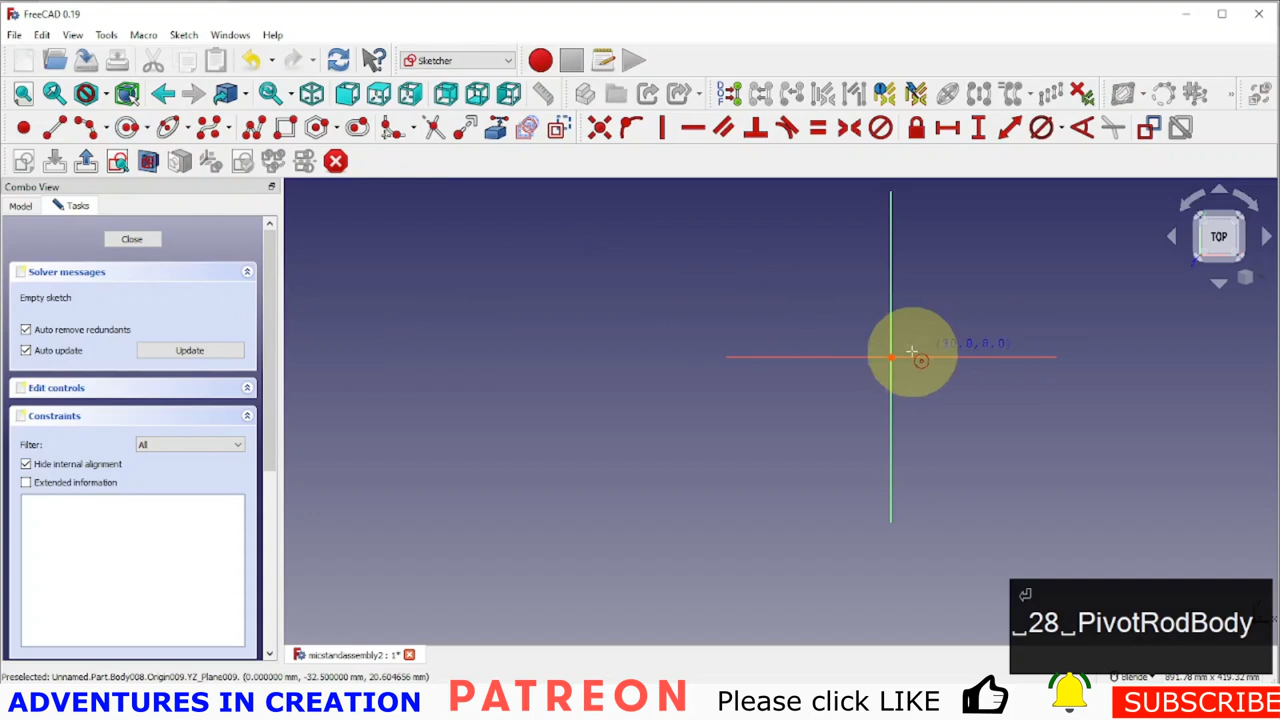 FreeCAD 0.19
File Edit View Tools Macro Sketch Windows Help
Sketcher
Combo View
Model Tasks
Close
Solver messages
Empty sketch
Auto remove redundants
Auto update Update
Edit controls
Constraints
Filter: All
Hide internal alignment
Extended information
TOP
␣28␣PivotRodBody
micstandassembly2 : 1*
Preselected: Unnamed.Part.Body008.Origin009.YZ_Plane009. (0.000000 mm, -32.500000 mm, 20.604656 mm)
Blende 891.78 mm x 419.32 mm
ADVENTURES IN CREATION PATREON Please click LIKE SUBSCRIBE